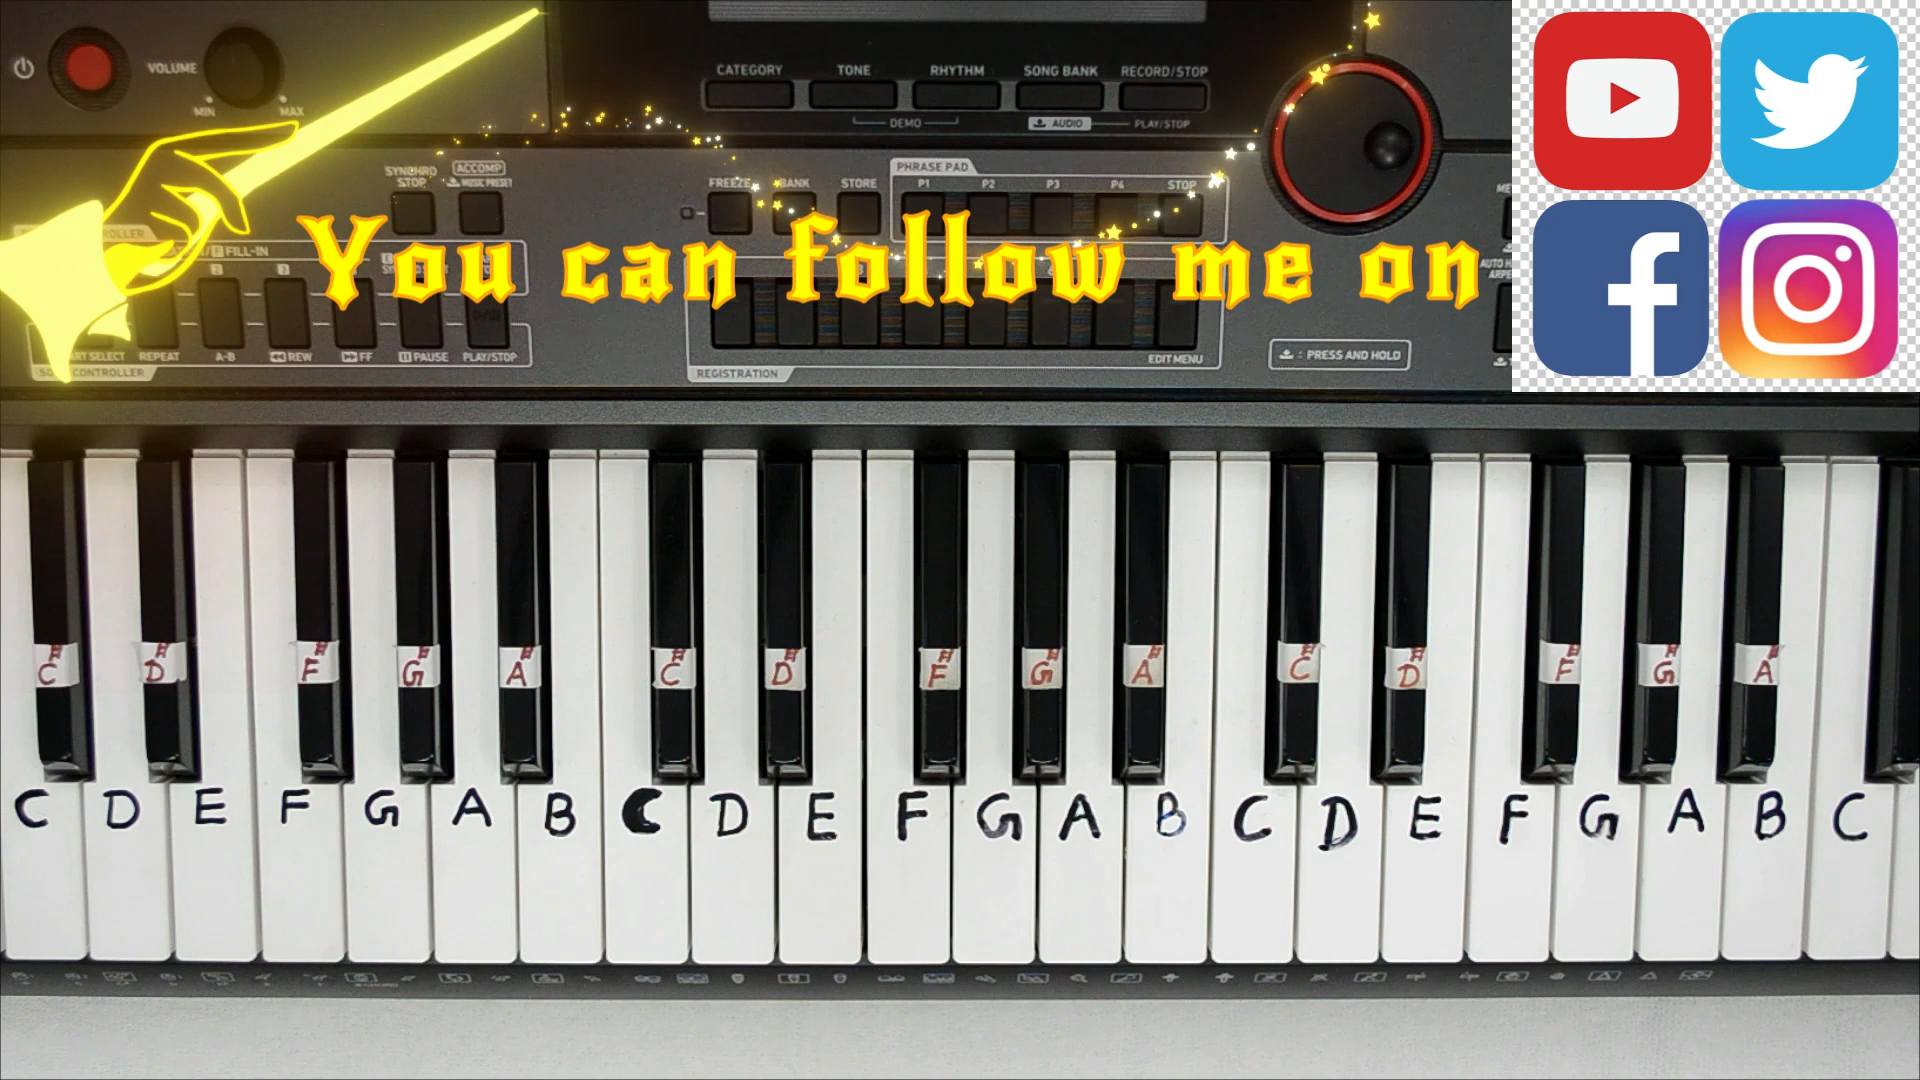 VOLUME
MIN MAX
CATEGORY TONE RHYTHM SONG BANK RECORD/STOP
DEMO AUDIO PLAY/STOP
SYNCHRO STOP
ACCOMP
MUSIC PRESET
FREEZE BANK STORE
PHRASE PAD
P1 P2 P3 P4 STOP
FILL-IN
You can follow me on
REPEAT A-B REW FF PAUSE PLAY/STOP
CONTROLLER
EDIT MENU
REGISTRATION
: PRESS AND HOLD
C# D# F# G# A# C# D# F# G# A# C# D# F# G# A#
C D E F G A B C D E F G A B C D E F G A B C